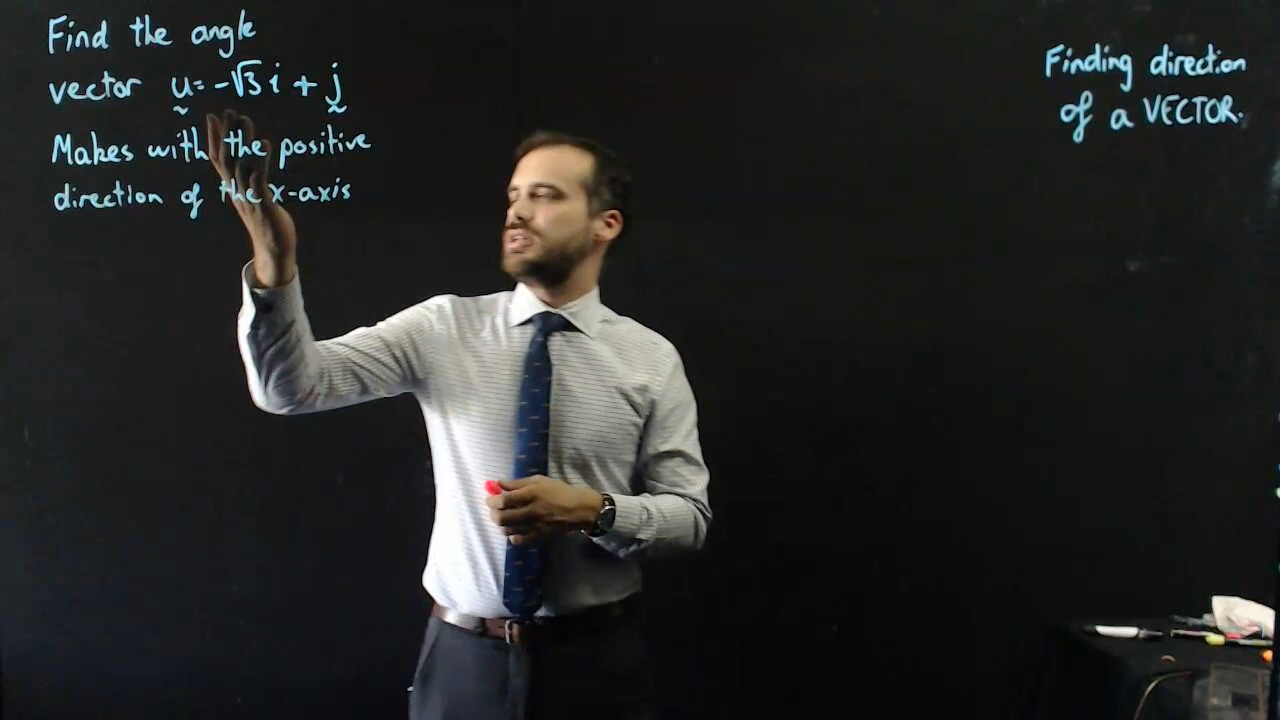 Find the angle
vector u = -√3 i + j
Makes with the positive
direction of the x-axis
Finding direction
of a VECTOR.